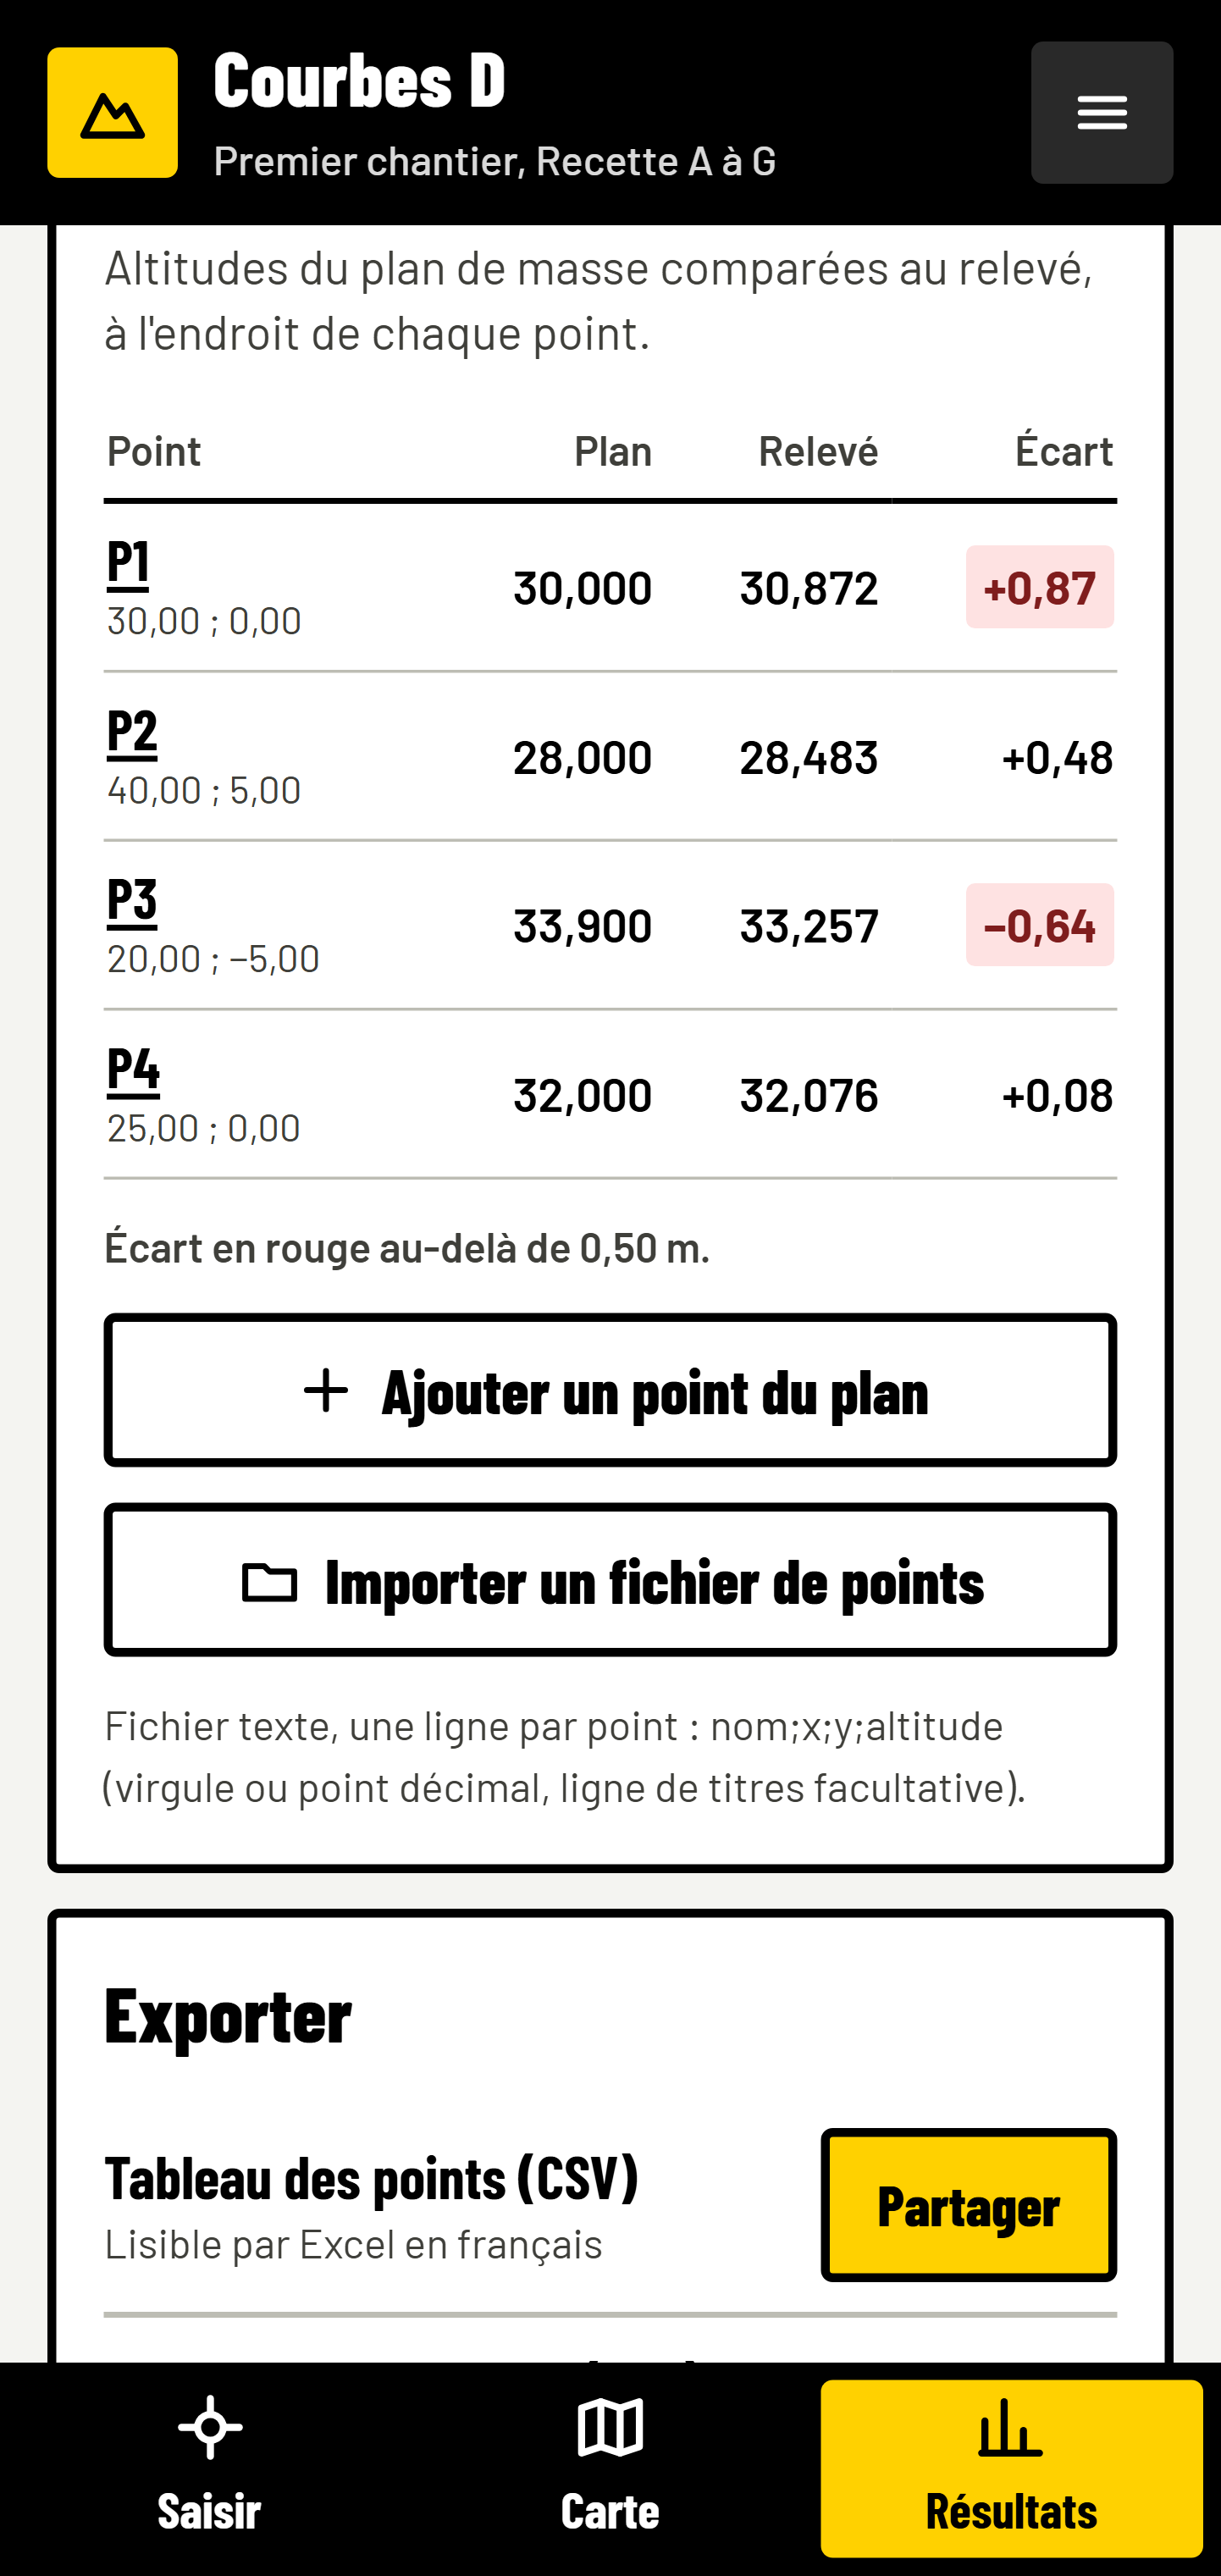 Courbes D
Premier chantier, Recette A à G
Altitudes du plan de masse comparées au relevé,
à l'endroit de chaque point.
Point Plan Relevé Écart
P1 30,000 30,872 +0,87
30,00 ; 0,00
P2 28,000 28,483 +0,48
40,00 ; 5,00
P3 33,900 33,257 −0,64
20,00 ; −5,00
P4 32,000 32,076 +0,08
25,00 ; 0,00
Écart en rouge au-delà de 0,50 m.
Ajouter un point du plan
Importer un fichier de points
Fichier texte, une ligne par point : nom;x;y;altitude
(virgule ou point décimal, ligne de titres facultative).
Exporter
Tableau des points (CSV)
Lisible par Excel en français
Partager
Saisir Carte Résultats